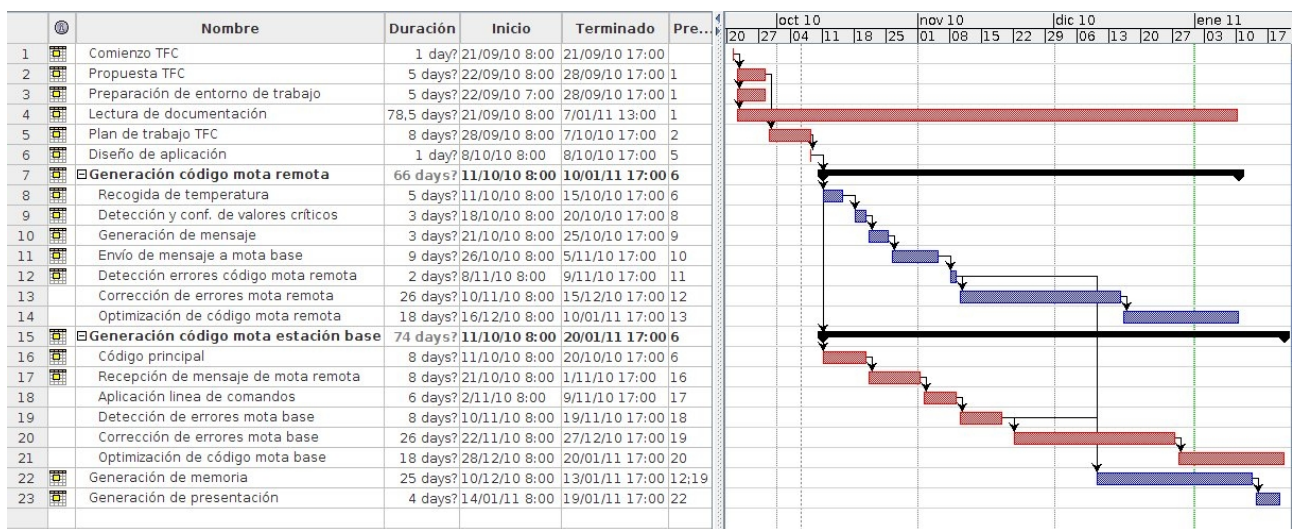 Nombre Duración Inicio Terminado Pre...
oct 10 nov 10 dic 10 ene 11
20 27 04 11 18 25 01 08 15 22 29 06 13 20 27 03 10 17
1 Comienzo TFC 1 day? 21/09/10 8:00 21/09/10 17:00
2 Propuesta TFC 5 days? 22/09/10 8:00 28/09/10 17:00 1
3 Preparación de entorno de trabajo 5 days? 22/09/10 7:00 28/09/10 17:00 1
4 Lectura de documentación 78,5 days? 21/09/10 8:00 7/01/11 13:00 1
5 Plan de trabajo TFC 8 days? 28/09/10 8:00 7/10/10 17:00 2
6 Diseño de aplicación 1 day? 8/10/10 8:00 8/10/10 17:00 5
7 Generación código mota remota 66 days? 11/10/10 8:00 10/01/11 17:00 6
8 Recogida de temperatura 5 days? 11/10/10 8:00 15/10/10 17:00 6
9 Detección y conf. de valores críticos 3 days? 18/10/10 8:00 20/10/10 17:00 8
10 Generación de mensaje 3 days? 21/10/10 8:00 25/10/10 17:00 9
11 Envío de mensaje a mota base 9 days? 26/10/10 8:00 5/11/10 17:00 10
12 Detección errores código mota remota 2 days? 8/11/10 8:00 9/11/10 17:00 11
13 Corrección de errores mota remota 26 days? 10/11/10 8:00 15/12/10 17:00 12
14 Optimización de código mota remota 18 days? 16/12/10 8:00 10/01/11 17:00 13
15 Generación código mota estación base 74 days? 11/10/10 8:00 20/01/11 17:00 6
16 Código principal 8 days? 11/10/10 8:00 20/10/10 17:00 6
17 Recepción de mensaje de mota remota 8 days? 21/10/10 8:00 1/11/10 17:00 16
18 Aplicación linea de comandos 6 days? 2/11/10 8:00 9/11/10 17:00 17
19 Detección de errores mota base 8 days? 10/11/10 8:00 19/11/10 17:00 18
20 Corrección de errores mota base 26 days? 22/11/10 8:00 27/12/10 17:00 19
21 Optimización de código mota base 18 days? 28/12/10 8:00 20/01/11 17:00 20
22 Generación de memoria 25 days? 10/12/10 8:00 13/01/11 17:00 12;19
23 Generación de presentación 4 days? 14/01/11 8:00 19/01/11 17:00 22